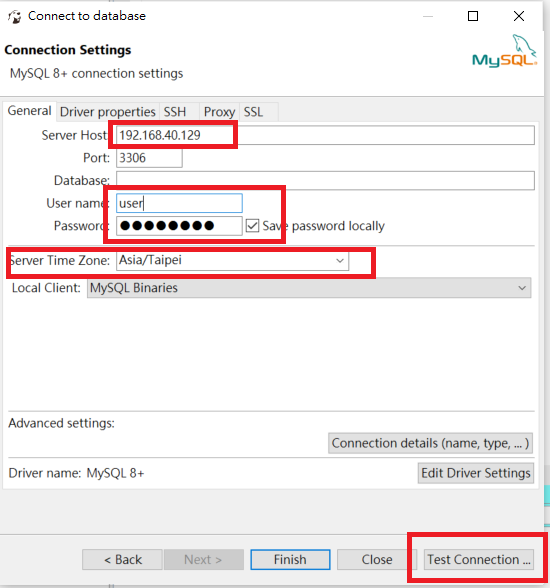 Connect to database
Connection Settings
MySQL 8+ connection settings
MySQL
General Driver properties SSH Proxy SSL
Server Host: 192.168.40.129
Port: 3306
Database:
User name: user
Password: ●●●●●●●● Save password locally
Server Time Zone: Asia/Taipei
Local Client: MySQL Binaries
Advanced settings:
Connection details (name, type, ... )
Driver name: MySQL 8+ Edit Driver Settings
< Back Next > Finish Close Test Connection ...